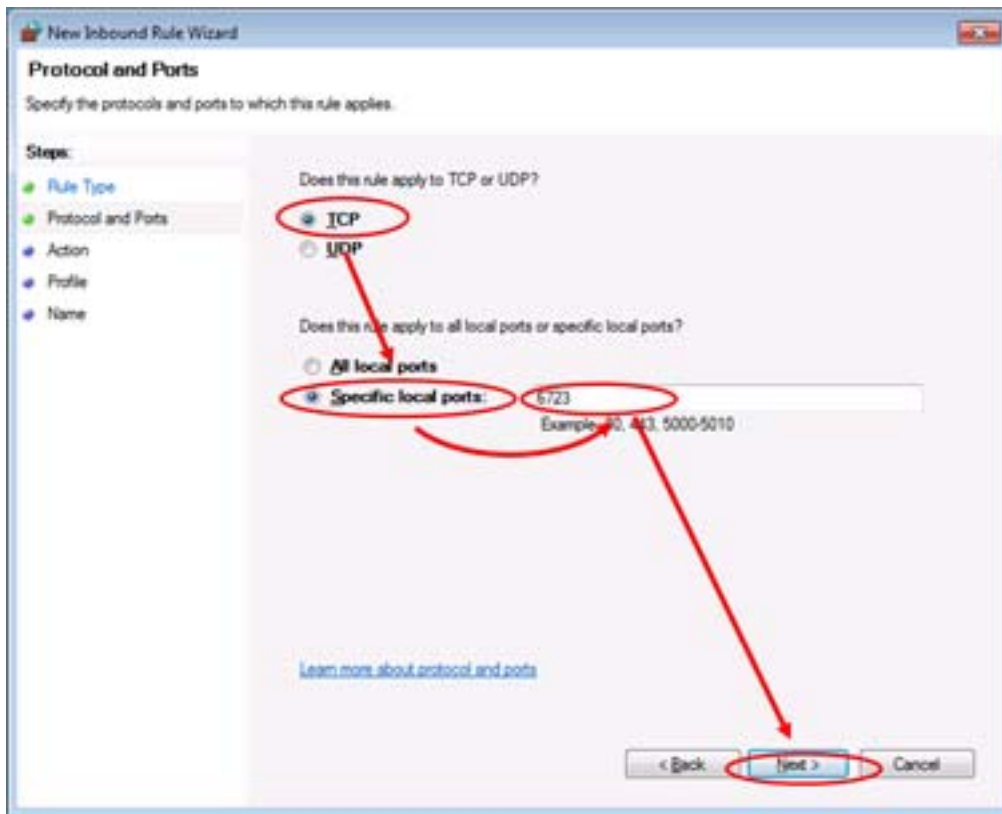 New Inbound Rule Wizard
Protocol and Ports
Specify the protocols and ports to which this rule applies.
Steps:
Rule Type
Protocol and Ports
Action
Profile
Name
Does this rule apply to TCP or UDP?
TCP
UDP
Does this rule apply to all local ports or specific local ports?
All local ports
Specific local ports:
6723
Example: 80, 443, 5000-5010
Learn more about protocol and ports
< Back
Next >
Cancel